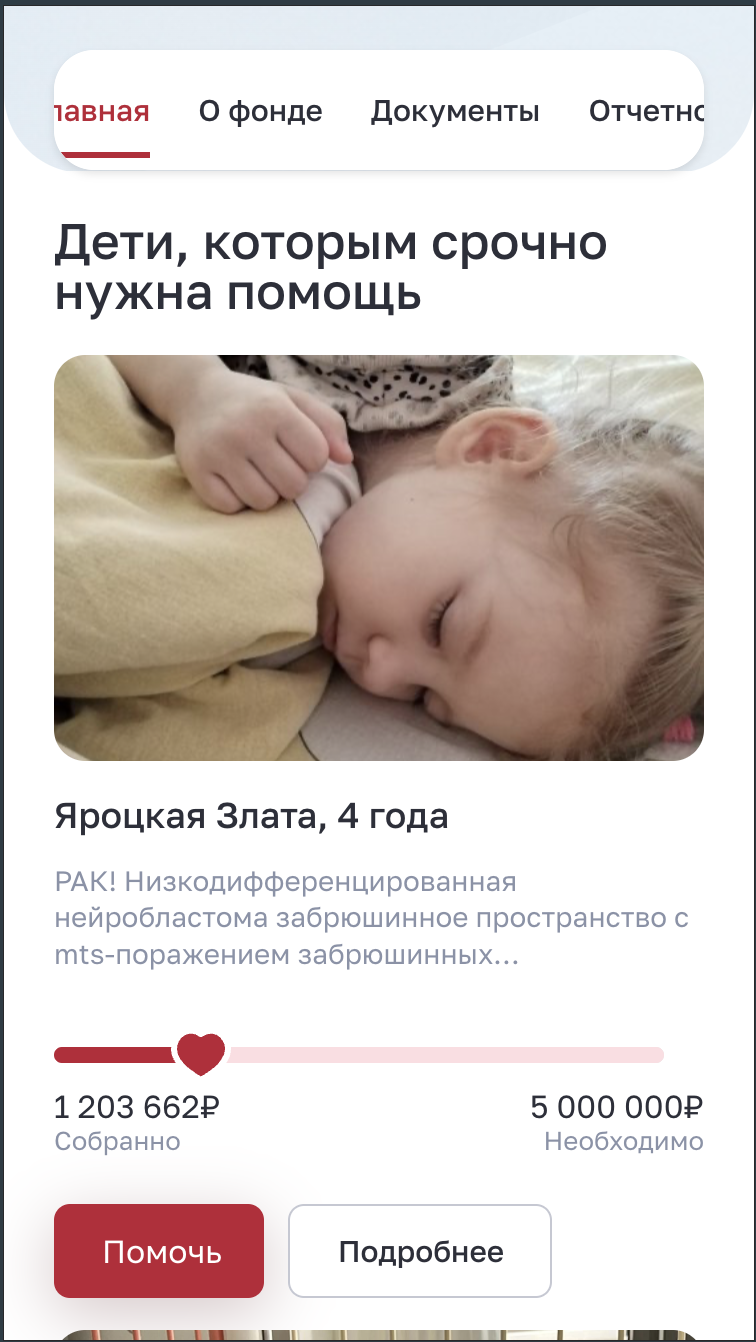 лавная О фонде Документы Отчетно
Дети, которым срочно
нужна помощь
Яроцкая Злата, 4 года
РАК! Низкодифференцированная
нейробластома забрюшинное пространство с
mts-поражением забрюшинных...
1 203 662₽ 5 000 000₽
Собранно Необходимо
Помочь Подробнее